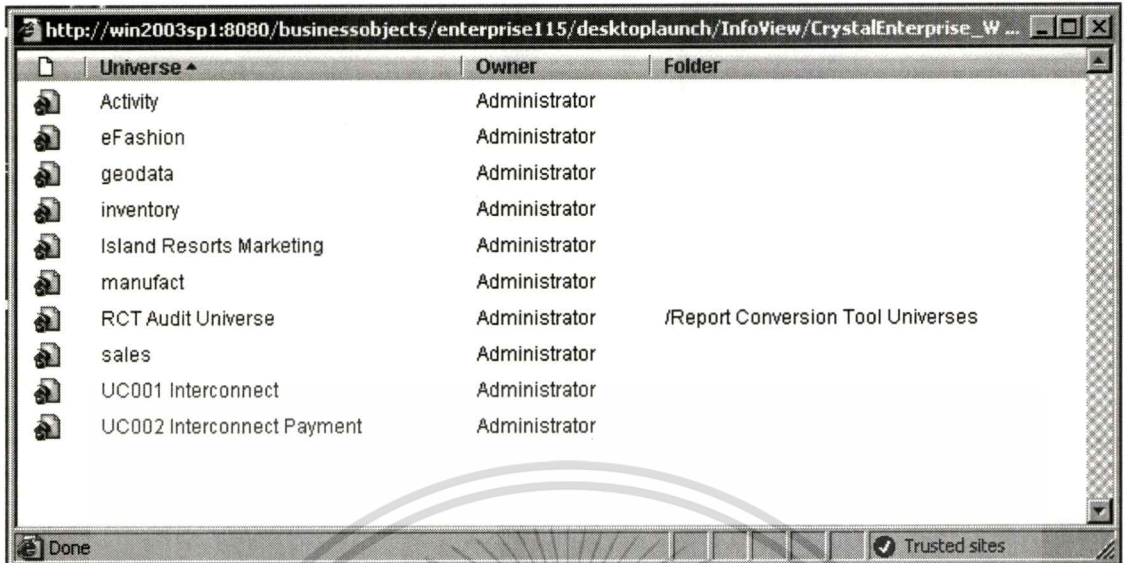 http://win2003sp1:8080/businessobjects/enterprise115/desktoplaunch/InfoView/CrystalEnterprise_W ...
Universe Owner Folder
Activity Administrator
eFashion Administrator
geodata Administrator
inventory Administrator
Island Resorts Marketing Administrator
manufact Administrator
RCT Audit Universe Administrator /Report Conversion Tool Universes
sales Administrator
UC001 Interconnect Administrator
UC002 Interconnect Payment Administrator
Done Trusted sites